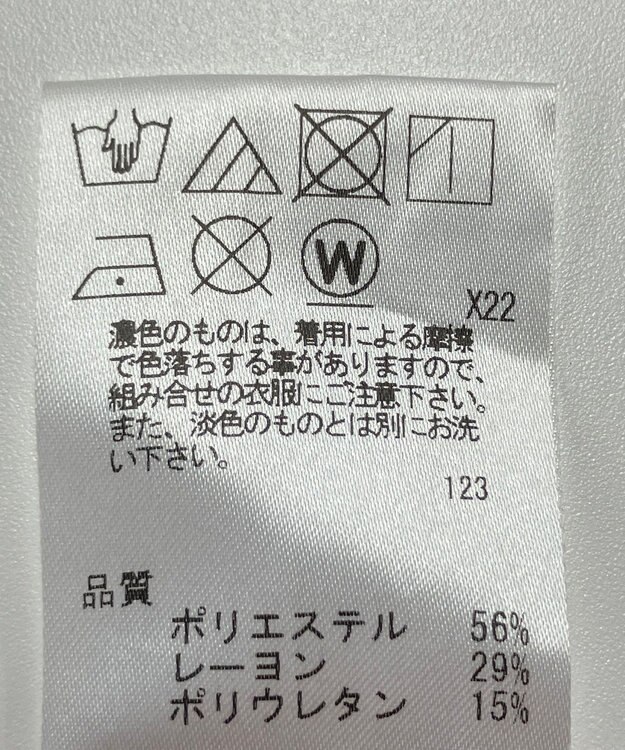 W
X22
濃色のものは、着用による摩擦
で色落ちする事がありますので、
組み合せの衣服にご注意下さい。
また、淡色のものとは別にお洗
い下さい。
123
品質
ポリエステル 56%
レーヨン 29%
ポリウレタン 15%